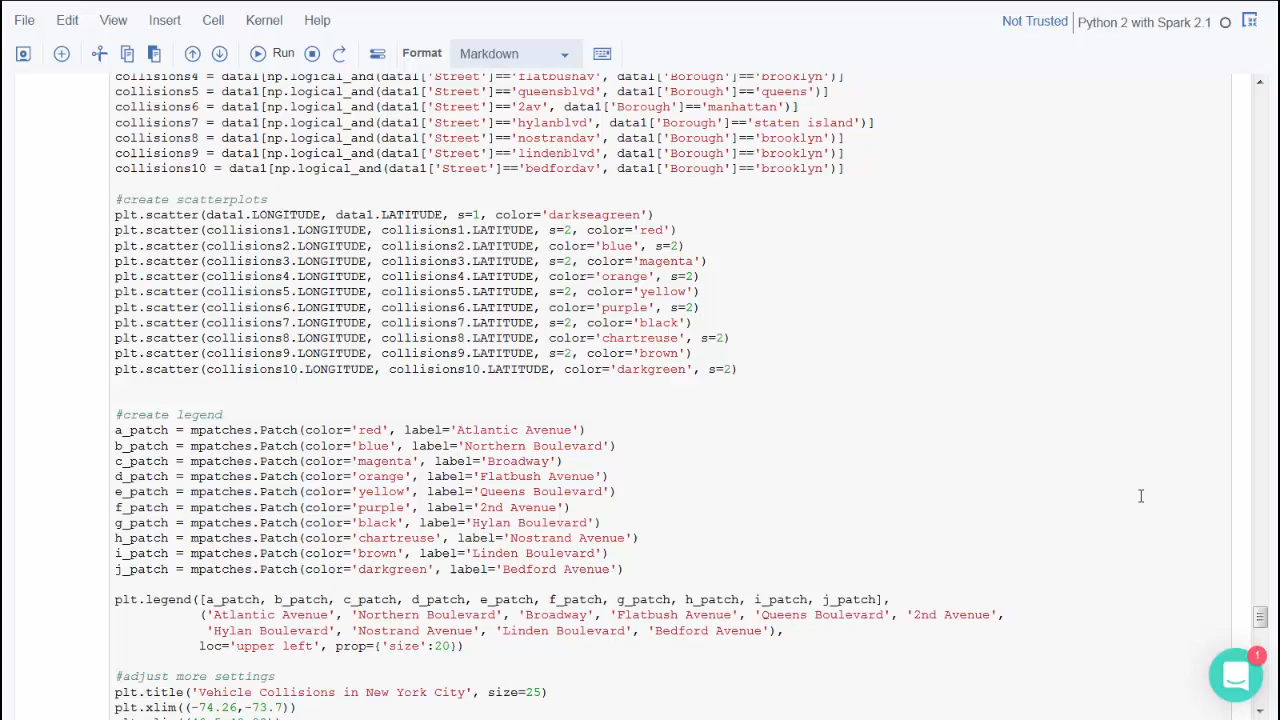 File Edit View Insert Cell Kernel Help Not Trusted Python 2 with Spark 2.1
Run Format Markdown
collisions4 = data1[np.logical_and(data1['Street']=='flatbushav', data1['Borough']=='brooklyn')]
collisions5 = data1[np.logical_and(data1['Street']=='queensblvd', data1['Borough']=='queens')]
collisions6 = data1[np.logical_and(data1['Street']=='2av', data1['Borough']=='manhattan')]
collisions7 = data1[np.logical_and(data1['Street']=='hylanblvd', data1['Borough']=='staten island')]
collisions8 = data1[np.logical_and(data1['Street']=='nostrandav', data1['Borough']=='brooklyn')]
collisions9 = data1[np.logical_and(data1['Street']=='lindenblvd', data1['Borough']=='brooklyn')]
collisions10 = data1[np.logical_and(data1['Street']=='bedfordav', data1['Borough']=='brooklyn')]
#create scatterplots
plt.scatter(data1.LONGITUDE, data1.LATITUDE, s=1, color='darkseagreen')
plt.scatter(collisions1.LONGITUDE, collisions1.LATITUDE, s=2, color='red')
plt.scatter(collisions2.LONGITUDE, collisions2.LATITUDE, color='blue', s=2)
plt.scatter(collisions3.LONGITUDE, collisions3.LATITUDE, s=2, color='magenta')
plt.scatter(collisions4.LONGITUDE, collisions4.LATITUDE, color='orange', s=2)
plt.scatter(collisions5.LONGITUDE, collisions5.LATITUDE, s=2, color='yellow')
plt.scatter(collisions6.LONGITUDE, collisions6.LATITUDE, color='purple', s=2)
plt.scatter(collisions7.LONGITUDE, collisions7.LATITUDE, s=2, color='black')
plt.scatter(collisions8.LONGITUDE, collisions8.LATITUDE, color='chartreuse', s=2)
plt.scatter(collisions9.LONGITUDE, collisions9.LATITUDE, s=2, color='brown')
plt.scatter(collisions10.LONGITUDE, collisions10.LATITUDE, color='darkgreen', s=2)
#create legend
a_patch = mpatches.Patch(color='red', label='Atlantic Avenue')
b_patch = mpatches.Patch(color='blue', label='Northern Boulevard')
c_patch = mpatches.Patch(color='magenta', label='Broadway')
d_patch = mpatches.Patch(color='orange', label='Flatbush Avenue')
e_patch = mpatches.Patch(color='yellow', label='Queens Boulevard')
f_patch = mpatches.Patch(color='purple', label='2nd Avenue')
g_patch = mpatches.Patch(color='black', label='Hylan Boulevard')
h_patch = mpatches.Patch(color='chartreuse', label='Nostrand Avenue')
i_patch = mpatches.Patch(color='brown', label='Linden Boulevard')
j_patch = mpatches.Patch(color='darkgreen', label='Bedford Avenue')
plt.legend([a_patch, b_patch, c_patch, d_patch, e_patch, f_patch, g_patch, h_patch, i_patch, j_patch],
('Atlantic Avenue', 'Northern Boulevard', 'Broadway', 'Flatbush Avenue', 'Queens Boulevard', '2nd Avenue',
'Hylan Boulevard', 'Nostrand Avenue', 'Linden Boulevard', 'Bedford Avenue'),
loc='upper left', prop={'size':20})
#adjust more settings
plt.title('Vehicle Collisions in New York City', size=25)
plt.xlim((-74.26,-73.7))
1